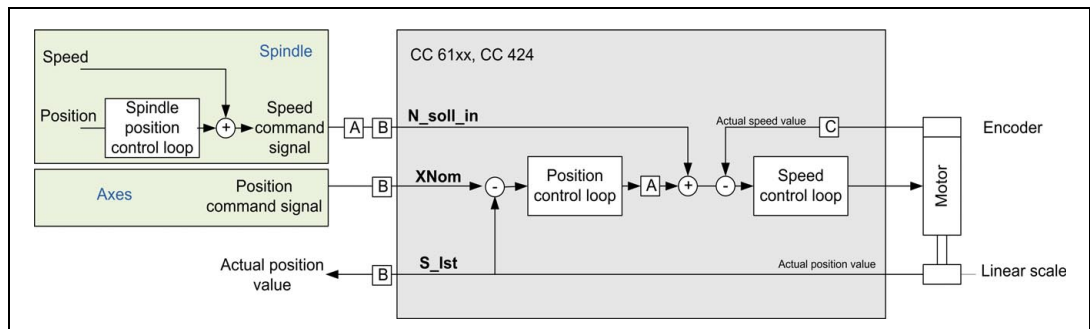 Speed
Spindle
Position
Spindle
position
control loop
+
Speed
command
signal
A
B
Axes
Position
command signal
B
Actual position
value
B
CC 61xx, CC 424
N_soll_in
XNom
S_Ist
-
Position
control loop
A
+
-
Actual speed value
C
Speed
control loop
Actual position value
Encoder
Motor
Linear scale